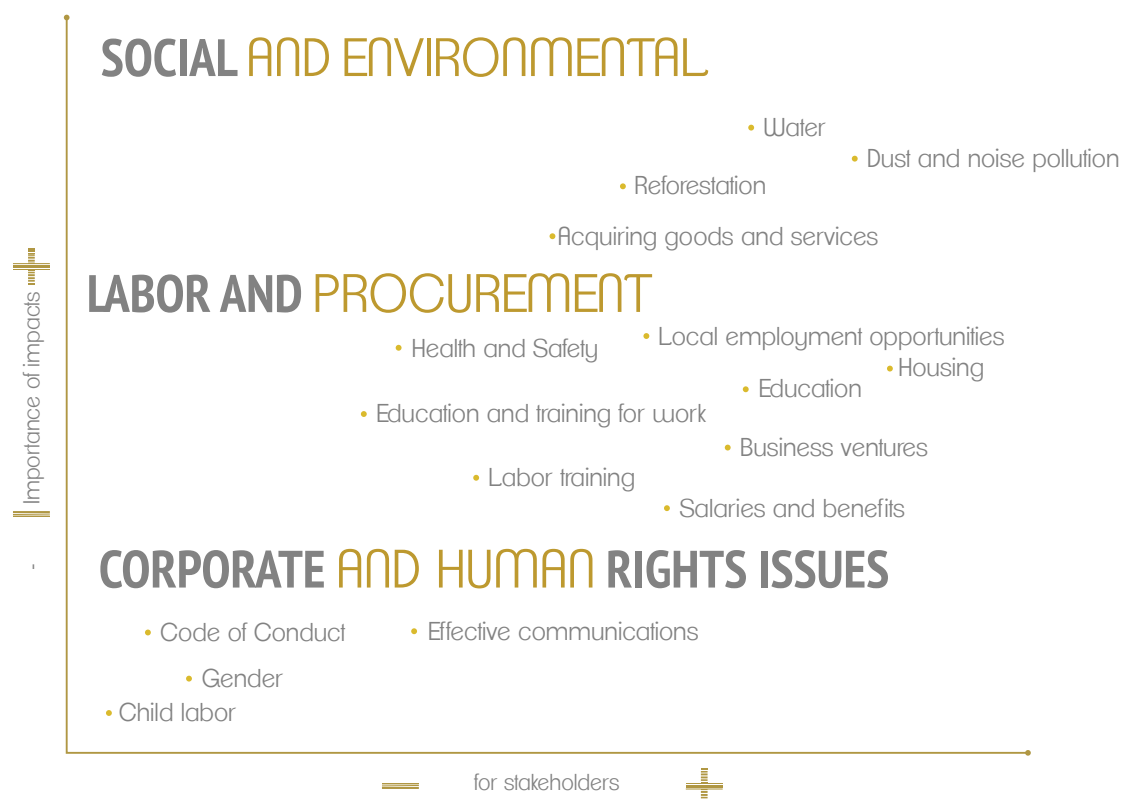 SOCIAL AND ENVIRONMENTAL
• Water
• Dust and noise pollution
• Reforestation
•Acquiring goods and services
LABOR AND PROCUREMENT
• Local employment opportunities
• Health and Safety
• Housing
• Education
• Education and training for work
• Business ventures
• Labor training
• Salaries and benefits
CORPORATE AND HUMAN RIGHTS ISSUES
• Code of Conduct
• Effective communications
• Gender
• Child labor
Importance of impacts
-
for stakeholders